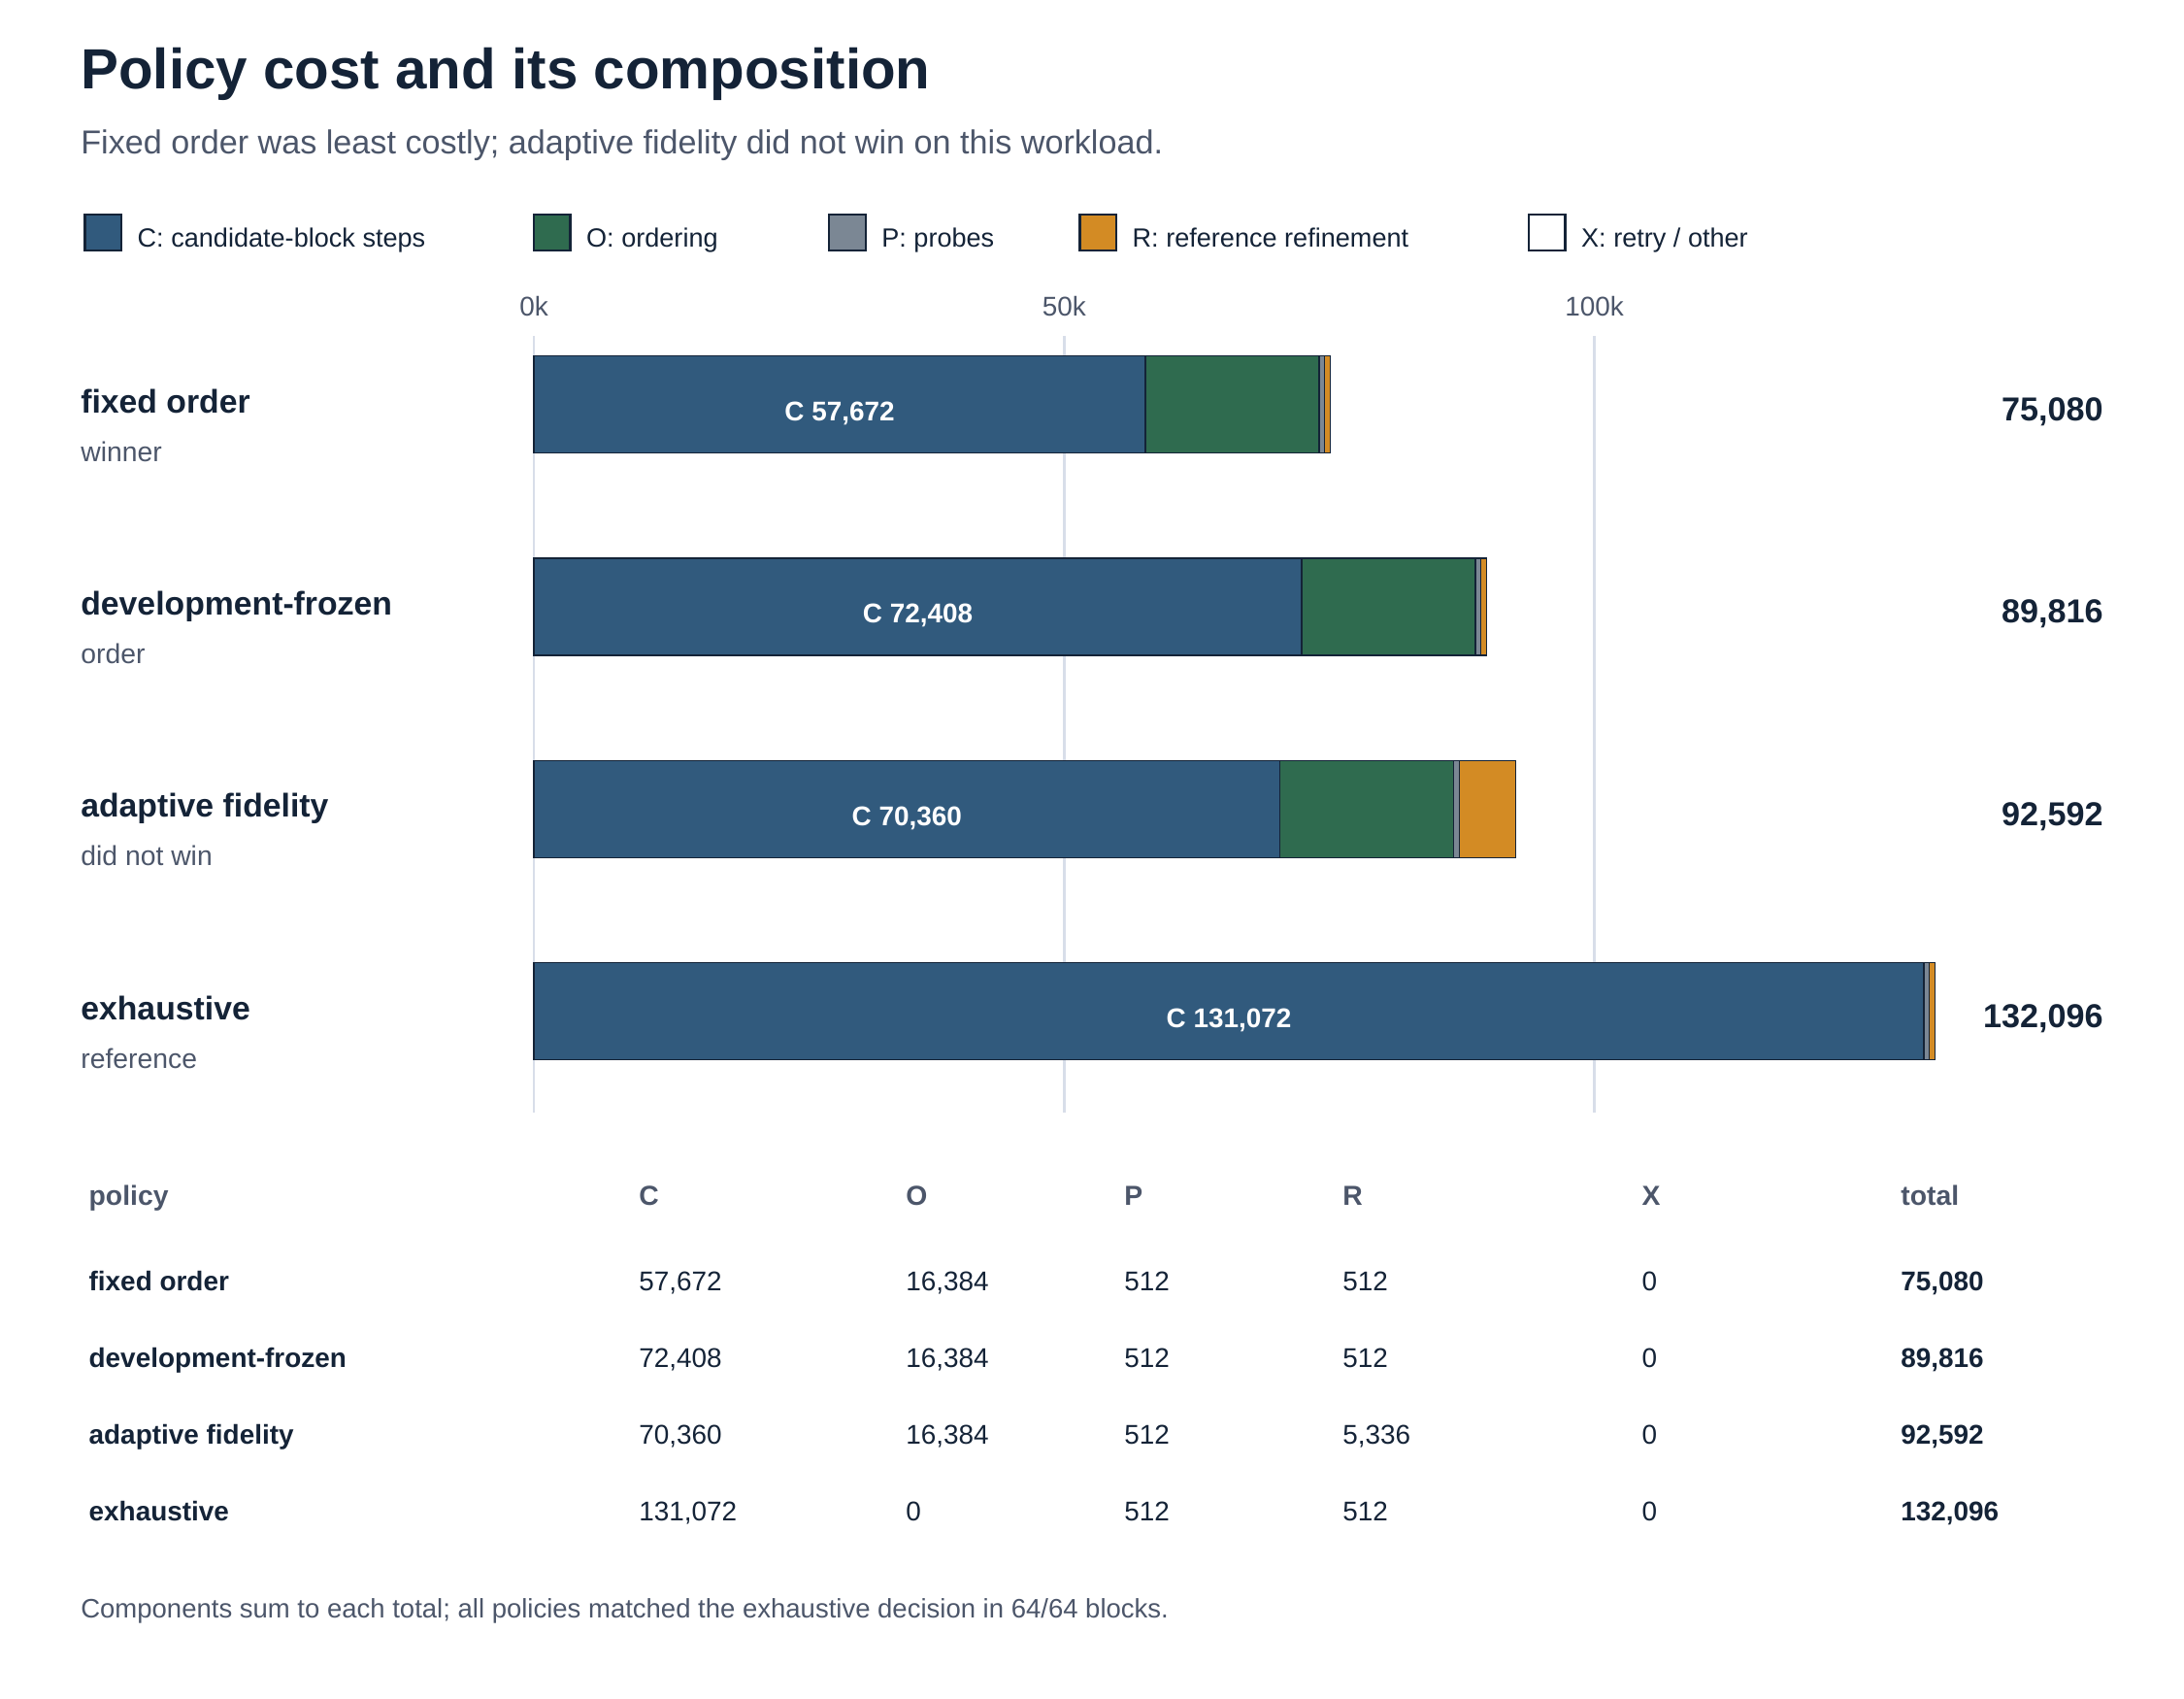 Policy cost and its composition
Fixed order was least costly; adaptive fidelity did not win on this workload.
C: candidate-block steps O: ordering P: probes R: reference refinement X: retry / other
0k 50k 100k
fixed order C 57,672 75,080
winner
development-frozen C 72,408 89,816
order
adaptive fidelity C 70,360 92,592
did not win
exhaustive C 131,072 132,096
reference
policy C O P R X total
fixed order 57,672 16,384 512 512 0 75,080
development-frozen 72,408 16,384 512 512 0 89,816
adaptive fidelity 70,360 16,384 512 5,336 0 92,592
exhaustive 131,072 0 512 512 0 132,096
Components sum to each total; all policies matched the exhaustive decision in 64/64 blocks.